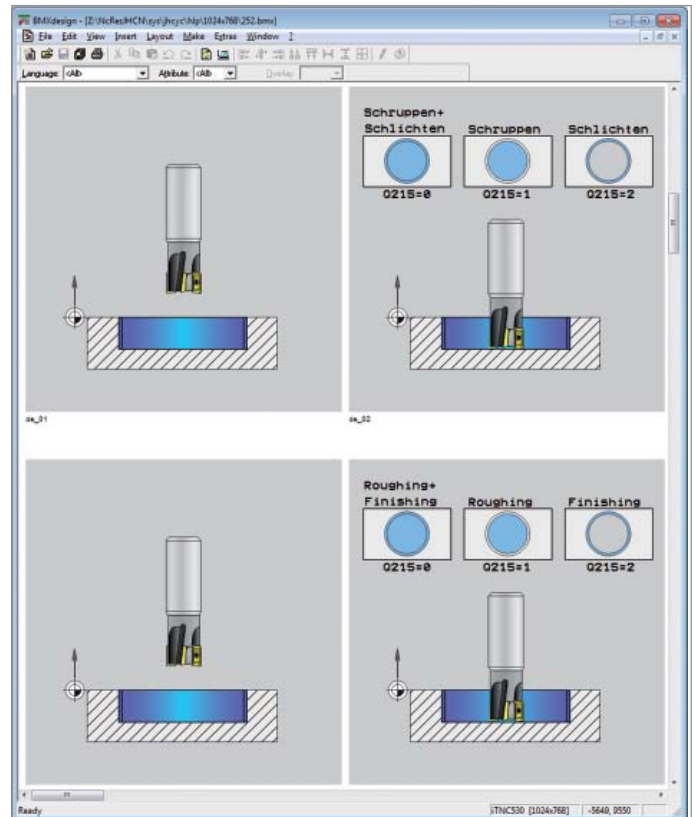 BMXdesign - [Z:\NcRes\HCN\sys\jhcyc\hlp\1024x768\252.bmx]
File Edit View Insert Layout Make Extras Window ?
Language: <All> Attribute: <All> Overlay:
Schruppen+
Schlichten Schruppen Schlichten
Q215=0 Q215=1 Q215=2
de_01 de_02
Roughing+
Finishing Roughing Finishing
Q215=0 Q215=1 Q215=2
Ready iTNC530 [1024x768] -5649, 9550